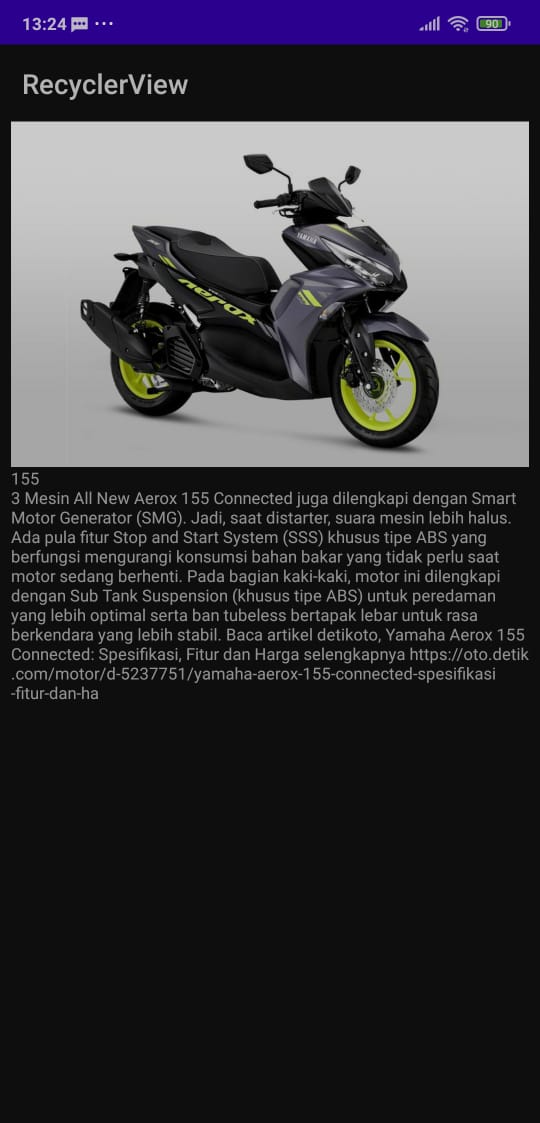 13:24
90
RecyclerView
YAMAHA
aerox
155
3 Mesin All New Aerox 155 Connected juga dilengkapi dengan Smart
Motor Generator (SMG). Jadi, saat distarter, suara mesin lebih halus.
Ada pula fitur Stop and Start System (SSS) khusus tipe ABS yang
berfungsi mengurangi konsumsi bahan bakar yang tidak perlu saat
motor sedang berhenti. Pada bagian kaki-kaki, motor ini dilengkapi
dengan Sub Tank Suspension (khusus tipe ABS) untuk peredaman
yang lebih optimal serta ban tubeless bertapak lebar untuk rasa
berkendara yang lebih stabil. Baca artikel detikoto, Yamaha Aerox 155
Connected: Spesifikasi, Fitur dan Harga selengkapnya https://oto.detik
.com/motor/d-5237751/yamaha-aerox-155-connected-spesifikasi
-fitur-dan-ha